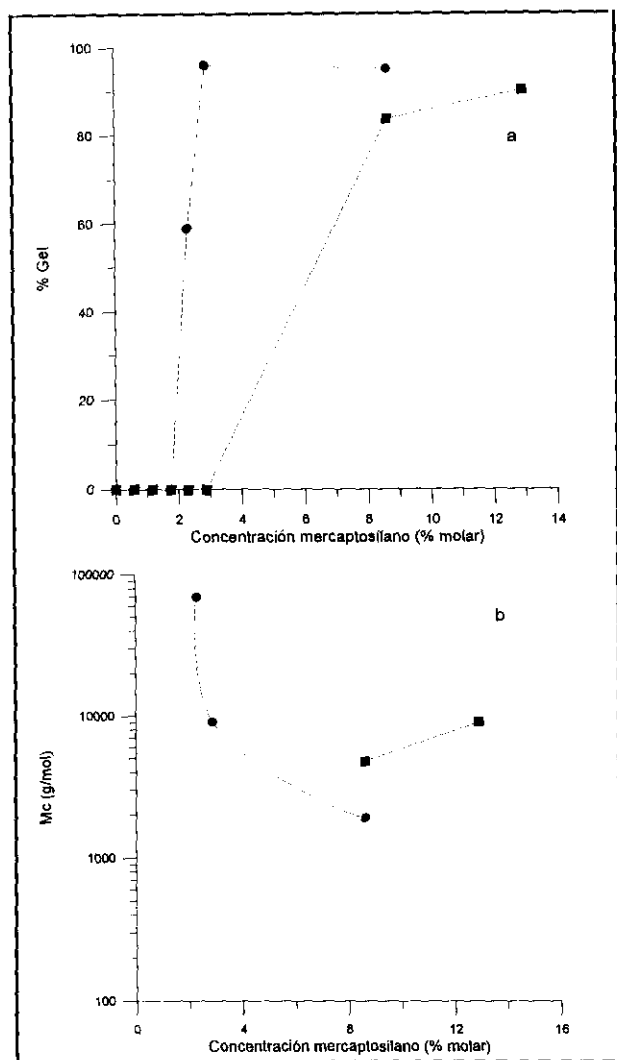 100
80
60
40
20
0
% Gel
a
0 2 4 6 8 10 12 14
Concentración mercaptosilano (% molar)
100000
10000
1000
100
Mc (g/mol)
b
0 4 8 12 16
Concentración mercaptosilano (% molar)